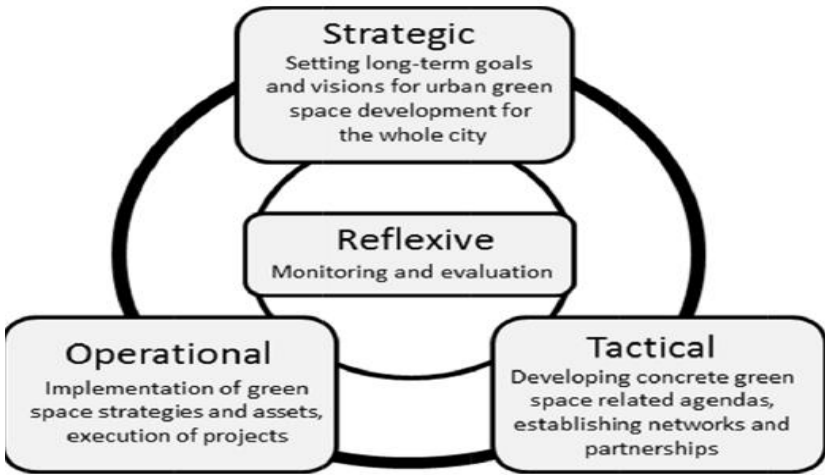 Strategic
Setting long-term goals
and visions for urban green
space development for
the whole city
Reflexive
Monitoring and evaluation
Operational
Implementation of green
space strategies and assets,
execution of projects
Tactical
Developing concrete green
space related agendas,
establishing networks and
partnerships